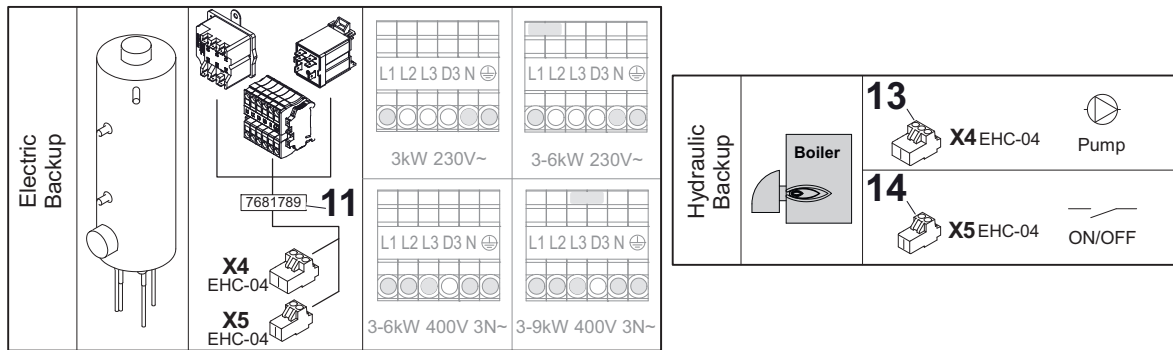 Electric
Backup
7681789
11
X4
EHC-04
X5
EHC-04
L1 L2 L3 D3 N
3kW 230V~
L1 L2 L3 D3 N
3-6kW 230V~
L1 L2 L3 D3 N
3-6kW 400V 3N~
L1 L2 L3 D3 N
3-9kW 400V 3N~
Hydraulic
Backup
Boiler
13
X4 EHC-04
Pump
14
X5 EHC-04
ON/OFF